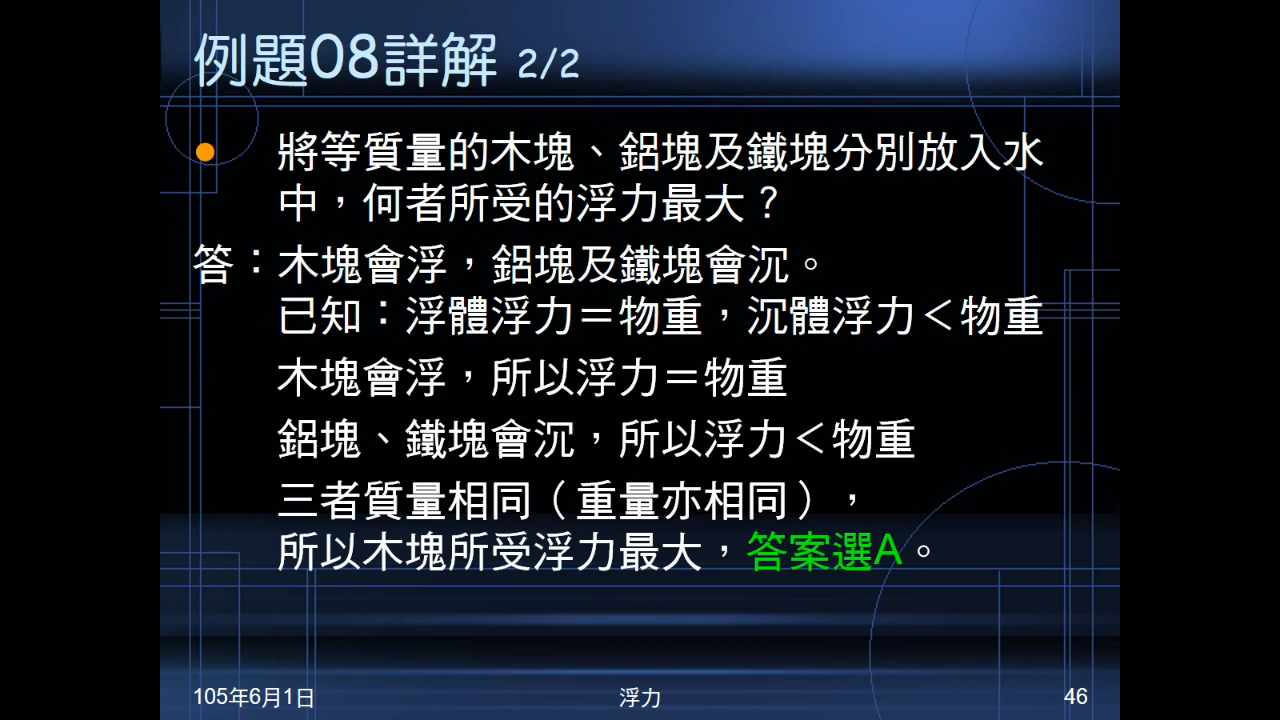 例題08詳解 2/2
將等質量的木塊、鋁塊及鐵塊分別放入水
中，何者所受的浮力最大？
答：木塊會浮，鋁塊及鐵塊會沉。
已知：浮體浮力＝物重，沉體浮力＜物重
木塊會浮，所以浮力＝物重
鋁塊、鐵塊會沉，所以浮力＜物重
三者質量相同（重量亦相同），
所以木塊所受浮力最大，答案選A。
105年6月1日
浮力
46